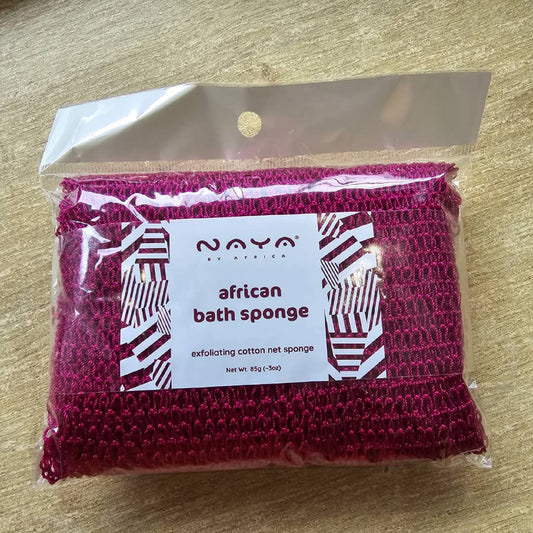 NAYA®
BY AFRICA
african
bath sponge
exfoliating cotton net sponge
Net Wt. 85g (~3oz)